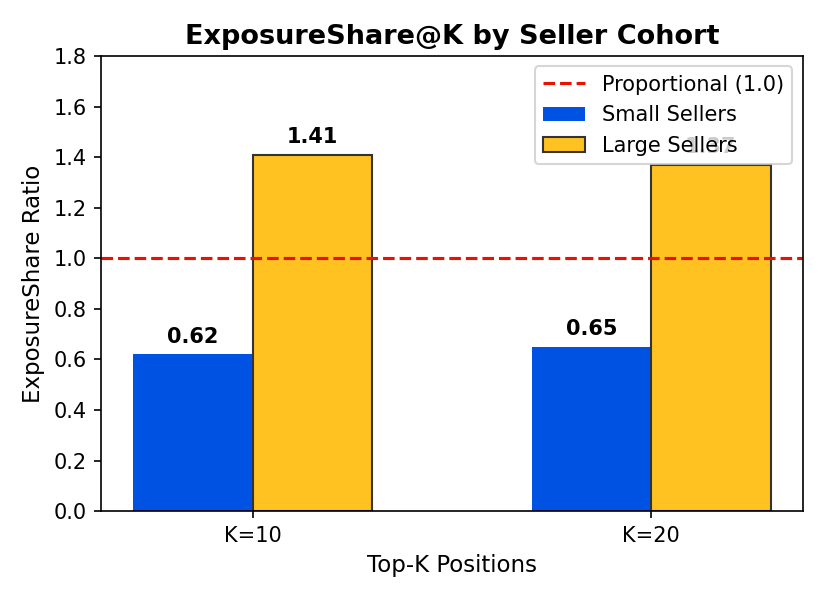 ExposureShare@K by Seller Cohort
1.8
1.6
1.4
1.2
1.0
0.8
0.6
0.4
0.2
0.0
ExposureShare Ratio
Proportional (1.0)
Small Sellers
Large Sellers
1.41
0.62
0.65
K=10
K=20
Top-K Positions